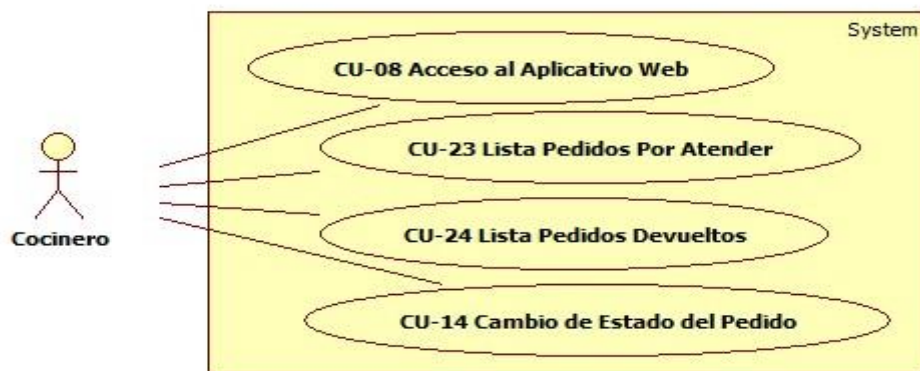 System
CU-08 Acceso al Aplicativo Web
CU-23 Lista Pedidos Por Atender
CU-24 Lista Pedidos Devueltos
Cocinero
CU-14 Cambio de Estado del Pedido